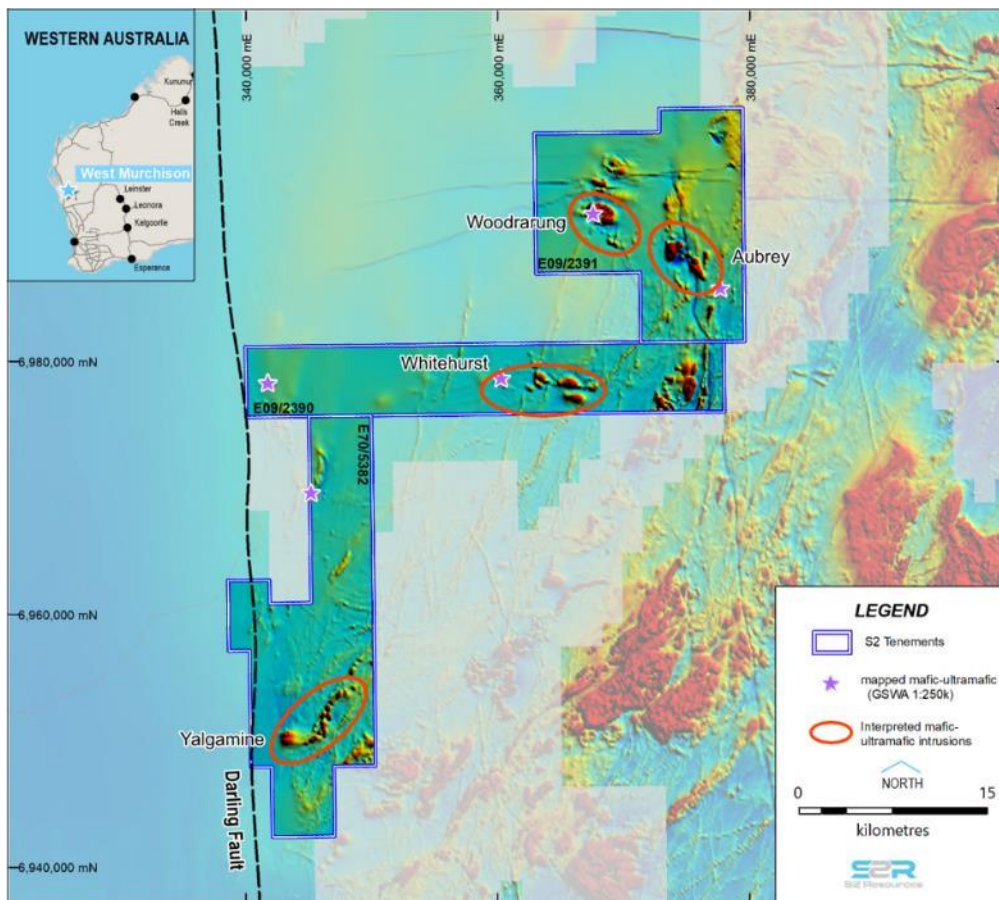 WESTERN AUSTRALIA
Kununur
Halls
Creek
West Murchison
Leinster
Leonora
Kalgoorlie
Esperance
340,000 mE
360,000 mE
380,000 mE
Woodrarung
Aubrey
E09/2391
6,980,000 mN
Whitehurst
E09/2390
E70/5382
6,960,000 mN
Yalgamine
Darling Fault
6,940,000 mN
LEGEND
S2 Tenements
mapped mafic-ultramafic
(GSWA 1:250k)
Interpreted mafic-
ultramafic intrusions
NORTH
0 15
kilometres
S2R
S2 Resources